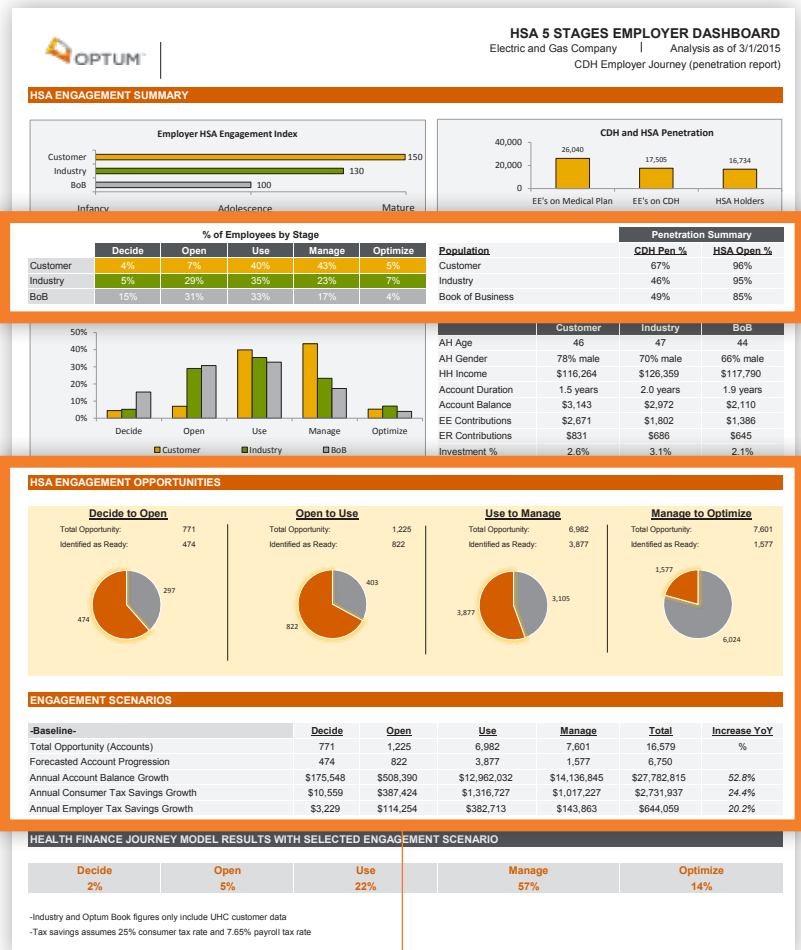 OPTUM™
HSA 5 STAGES EMPLOYER DASHBOARD
Electric and Gas Company | Analysis as of 3/1/2015
CDH Employer Journey (penetration report)
HSA ENGAGEMENT SUMMARY
Employer HSA Engagement Index
Customer 150
Industry 130
BoB 100
Infancy Adolescence Mature
CDH and HSA Penetration
40,000
20,000
0
26,040 17,505 16,734
EE's on Medical Plan EE's on CDH HSA Holders
% of Employees by Stage
Decide Open Use Manage Optimize
Customer 4% 7% 40% 43% 5%
Industry 5% 29% 35% 23% 7%
BoB 15% 31% 33% 17% 4%
Penetration Summary
Population CDH Pen % HSA Open %
Customer 67% 96%
Industry 46% 95%
Book of Business 49% 85%
50%
40%
30%
20%
10%
0%
Decide Open Use Manage Optimize
Customer Industry BoB
Customer Industry BoB
AH Age 46 47 44
AH Gender 78% male 70% male 66% male
HH Income $116,264 $126,359 $117,790
Account Duration 1.5 years 2.0 years 1.9 years
Account Balance $3,143 $2,972 $2,110
EE Contributions $2,671 $1,802 $1,386
ER Contributions $831 $686 $645
Investment % 2.6% 3.1% 2.1%
HSA ENGAGEMENT OPPORTUNITIES
Decide to Open
Total Opportunity: 771
Identified as Ready: 474
297
474
Open to Use
Total Opportunity: 1,225
Identified as Ready: 822
403
822
Use to Manage
Total Opportunity: 6,982
Identified as Ready: 3,877
3,105
3,877
Manage to Optimize
Total Opportunity: 7,601
Identified as Ready: 1,577
1,577
6,024
ENGAGEMENT SCENARIOS
-Baseline- Decide Open Use Manage Total Increase YoY
Total Opportunity (Accounts) 771 1,225 6,982 7,601 16,579 %
Forecasted Account Progression 474 822 3,877 1,577 6,750
Annual Account Balance Growth $175,548 $508,390 $12,962,032 $14,136,845 $27,782,815 52.8%
Annual Consumer Tax Savings Growth $10,559 $387,424 $1,316,727 $1,017,227 $2,731,937 24.4%
Annual Employer Tax Savings Growth $3,229 $114,254 $382,713 $143,863 $644,059 20.2%
HEALTH FINANCE JOURNEY MODEL RESULTS WITH SELECTED ENGAGEMENT SCENARIO
Decide Open Use Manage Optimize
2% 5% 22% 57% 14%
-Industry and Optum Book figures only include UHC customer data
-Tax savings assumes 25% consumer tax rate and 7.65% payroll tax rate